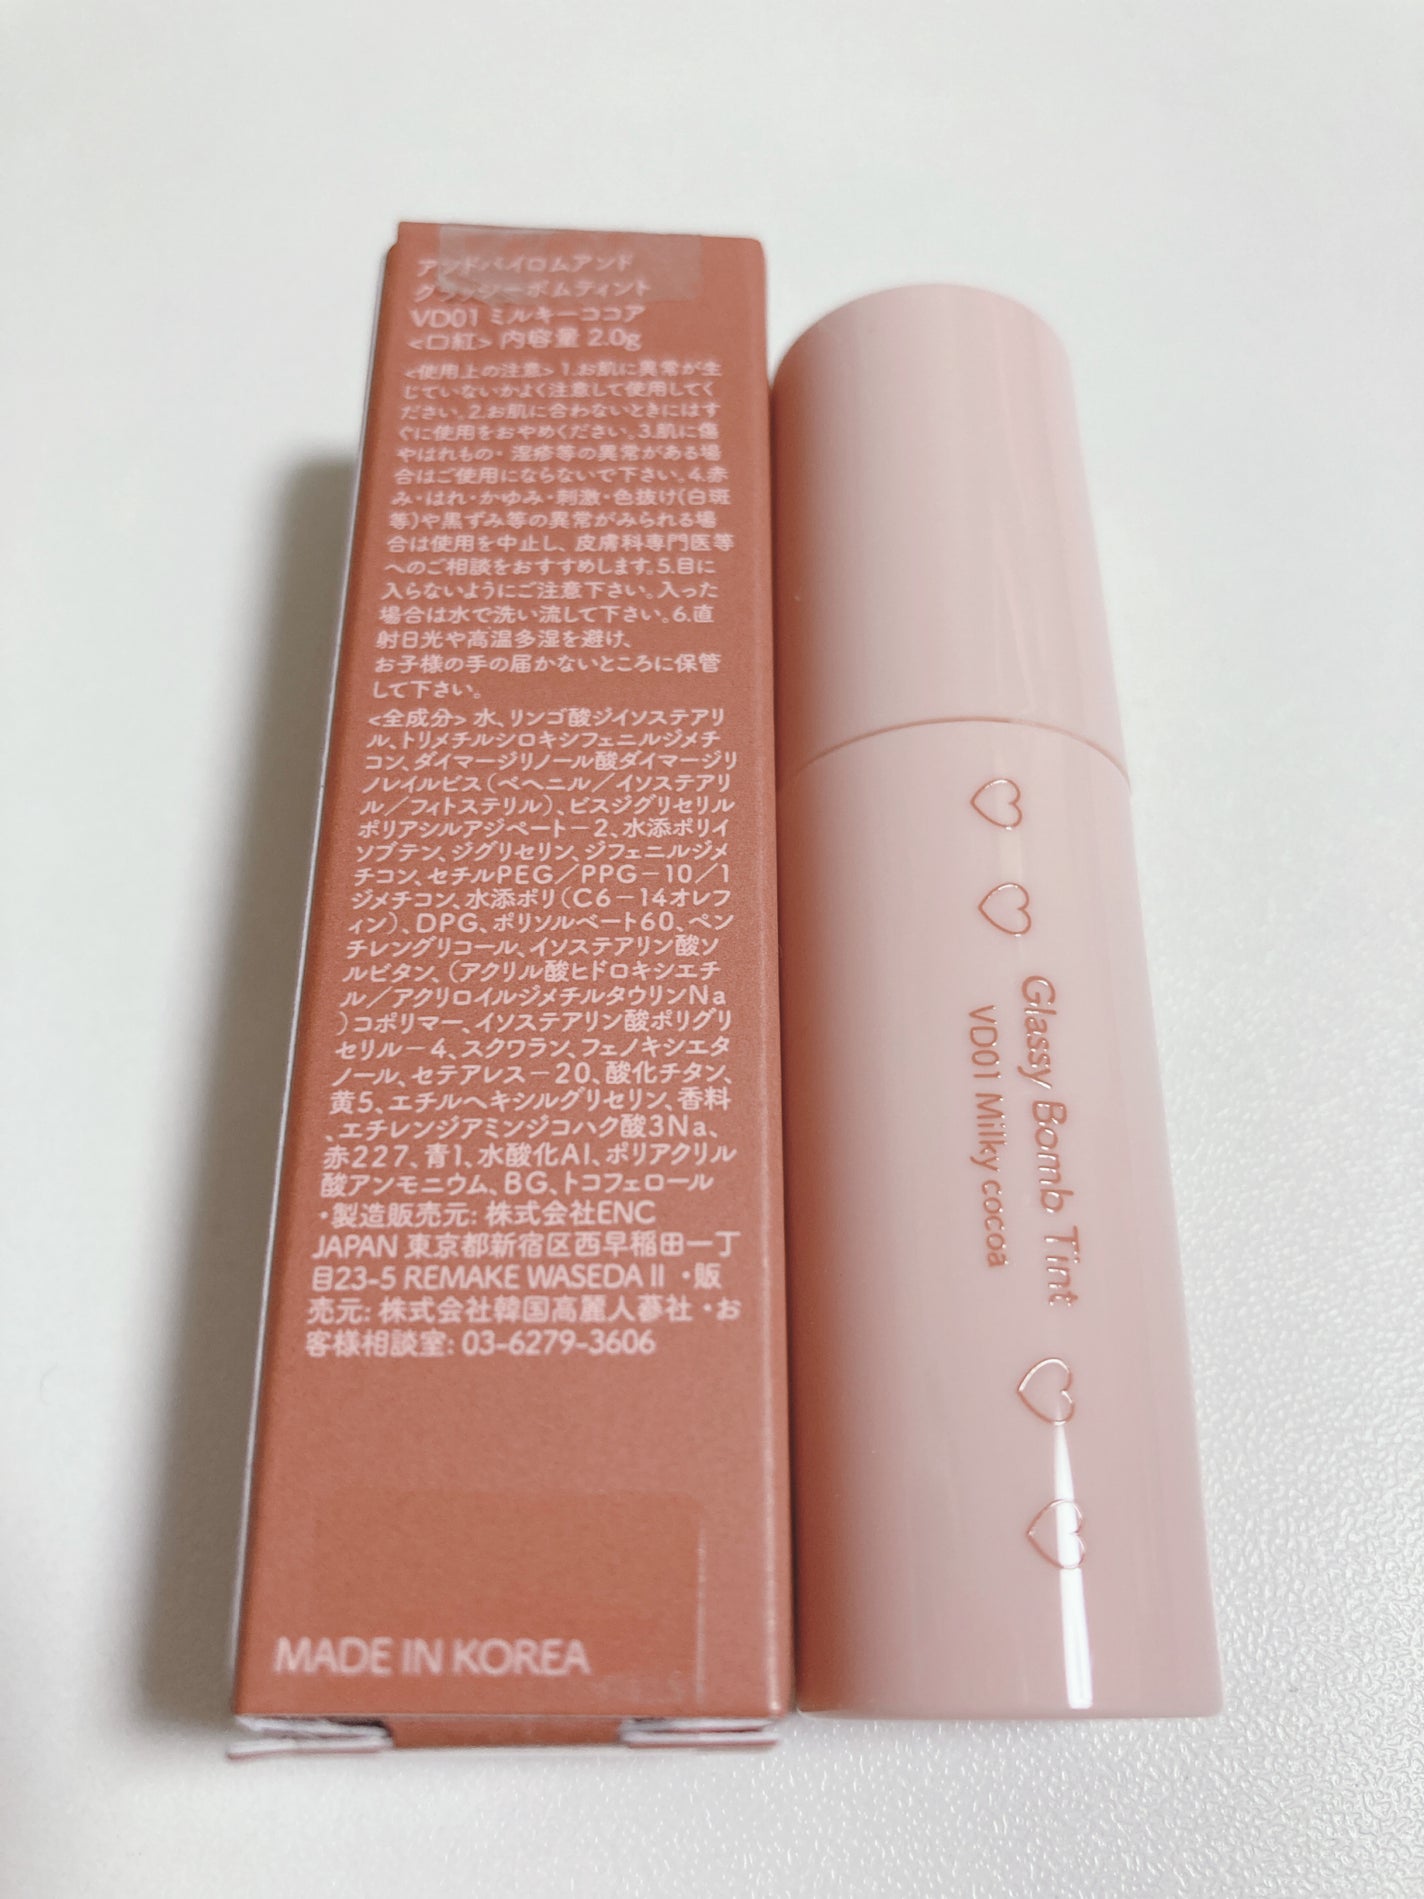 アンドバイロムアンド
グラッシーボムティント
VD01 ミルキーココア
<口紅> 内容量 2.0g
<使用上の注意> 1.お肌に異常が生
じていないかよく注意して使用してく
ださい。2.お肌に合わないときにはす
ぐに使用をおやめください。3.肌に傷
やはれもの・湿疹等の異常がある場
合はご使用にならないで下さい。4.赤
み・はれ・かゆみ・刺激・色抜け(白斑
等)や黒ずみ等の異常がみられる場
合は使用を中止し、皮膚科専門医等
へのご相談をおすすめします。5.目に
入らないようにご注意下さい。入った
場合は水で洗い流して下さい。6.直
射日光や高温多湿を避け、
お子様の手の届かないところに保管
して下さい。
<全成分> 水、リンゴ酸ジイソステアリ
ル、トリメチルシロキシフェニルジメチ
コン、ダイマージリノール酸ダイマージリ
ノレイルビス(ベヘニル/イソステアリ
ル/フィトステリル)、ビスジグリセリル
ポリアシルアジペート-2、水添ポリイ
ソブテン、ジグリセリン、ジフェニルジメ
チコン、セチルPEG/PPG-10/1
ジメチコン、水添ポリ(C6-14オレフ
ィン)、DPG、ポリソルベート60、ペン
チレングリコール、イソステアリン酸ソ
ルビタン、(アクリル酸ヒドロキシエチ
ル/アクリロイルジメチルタウリンNa
)コポリマー、イソステアリン酸ポリグリ
セリル-4、スクワラン、フェノキシエタ
ノール、セテアレス-20、酸化チタン、
黄5、エチルヘキシルグリセリン、香料
、エチレンジアミンジコハク酸3Na、
赤227、青1、水酸化Al、ポリアクリル
酸アンモニウム、BG、トコフェロール
・製造販売元: 株式会社ENC
JAPAN 東京都新宿区西早稲田一丁
目23-5 REMAKE WASEDA II ・販
売元: 株式会社韓国高麗人蔘社 ・お
客様相談室: 03-6279-3606
MADE IN KOREA
Glassy Bomb Tint
VD01 Milky cocoa